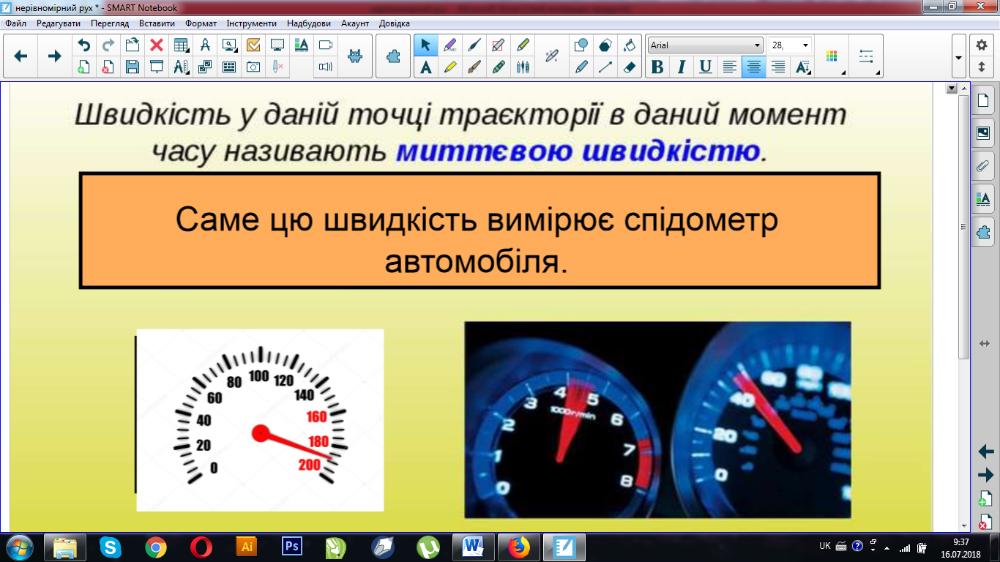 нерівномірний рух * - SMART Notebook
Файл Редагувати Перегляд Вставити Формат Інструменти Надбудови Акаунт Довідка
Arial 28,
B I U
Швидкість у даній точці траєкторії в даний момент
часу називають миттєвою швидкістю.
Саме цю швидкість вимірює спідометр
автомобіля.
0 20 40 60 80 100 120 140 160 180 200
0 1 2 3 4 5 6 7 8
1000r/min
0 20 40 60 80
UK
9:37
16.07.2018